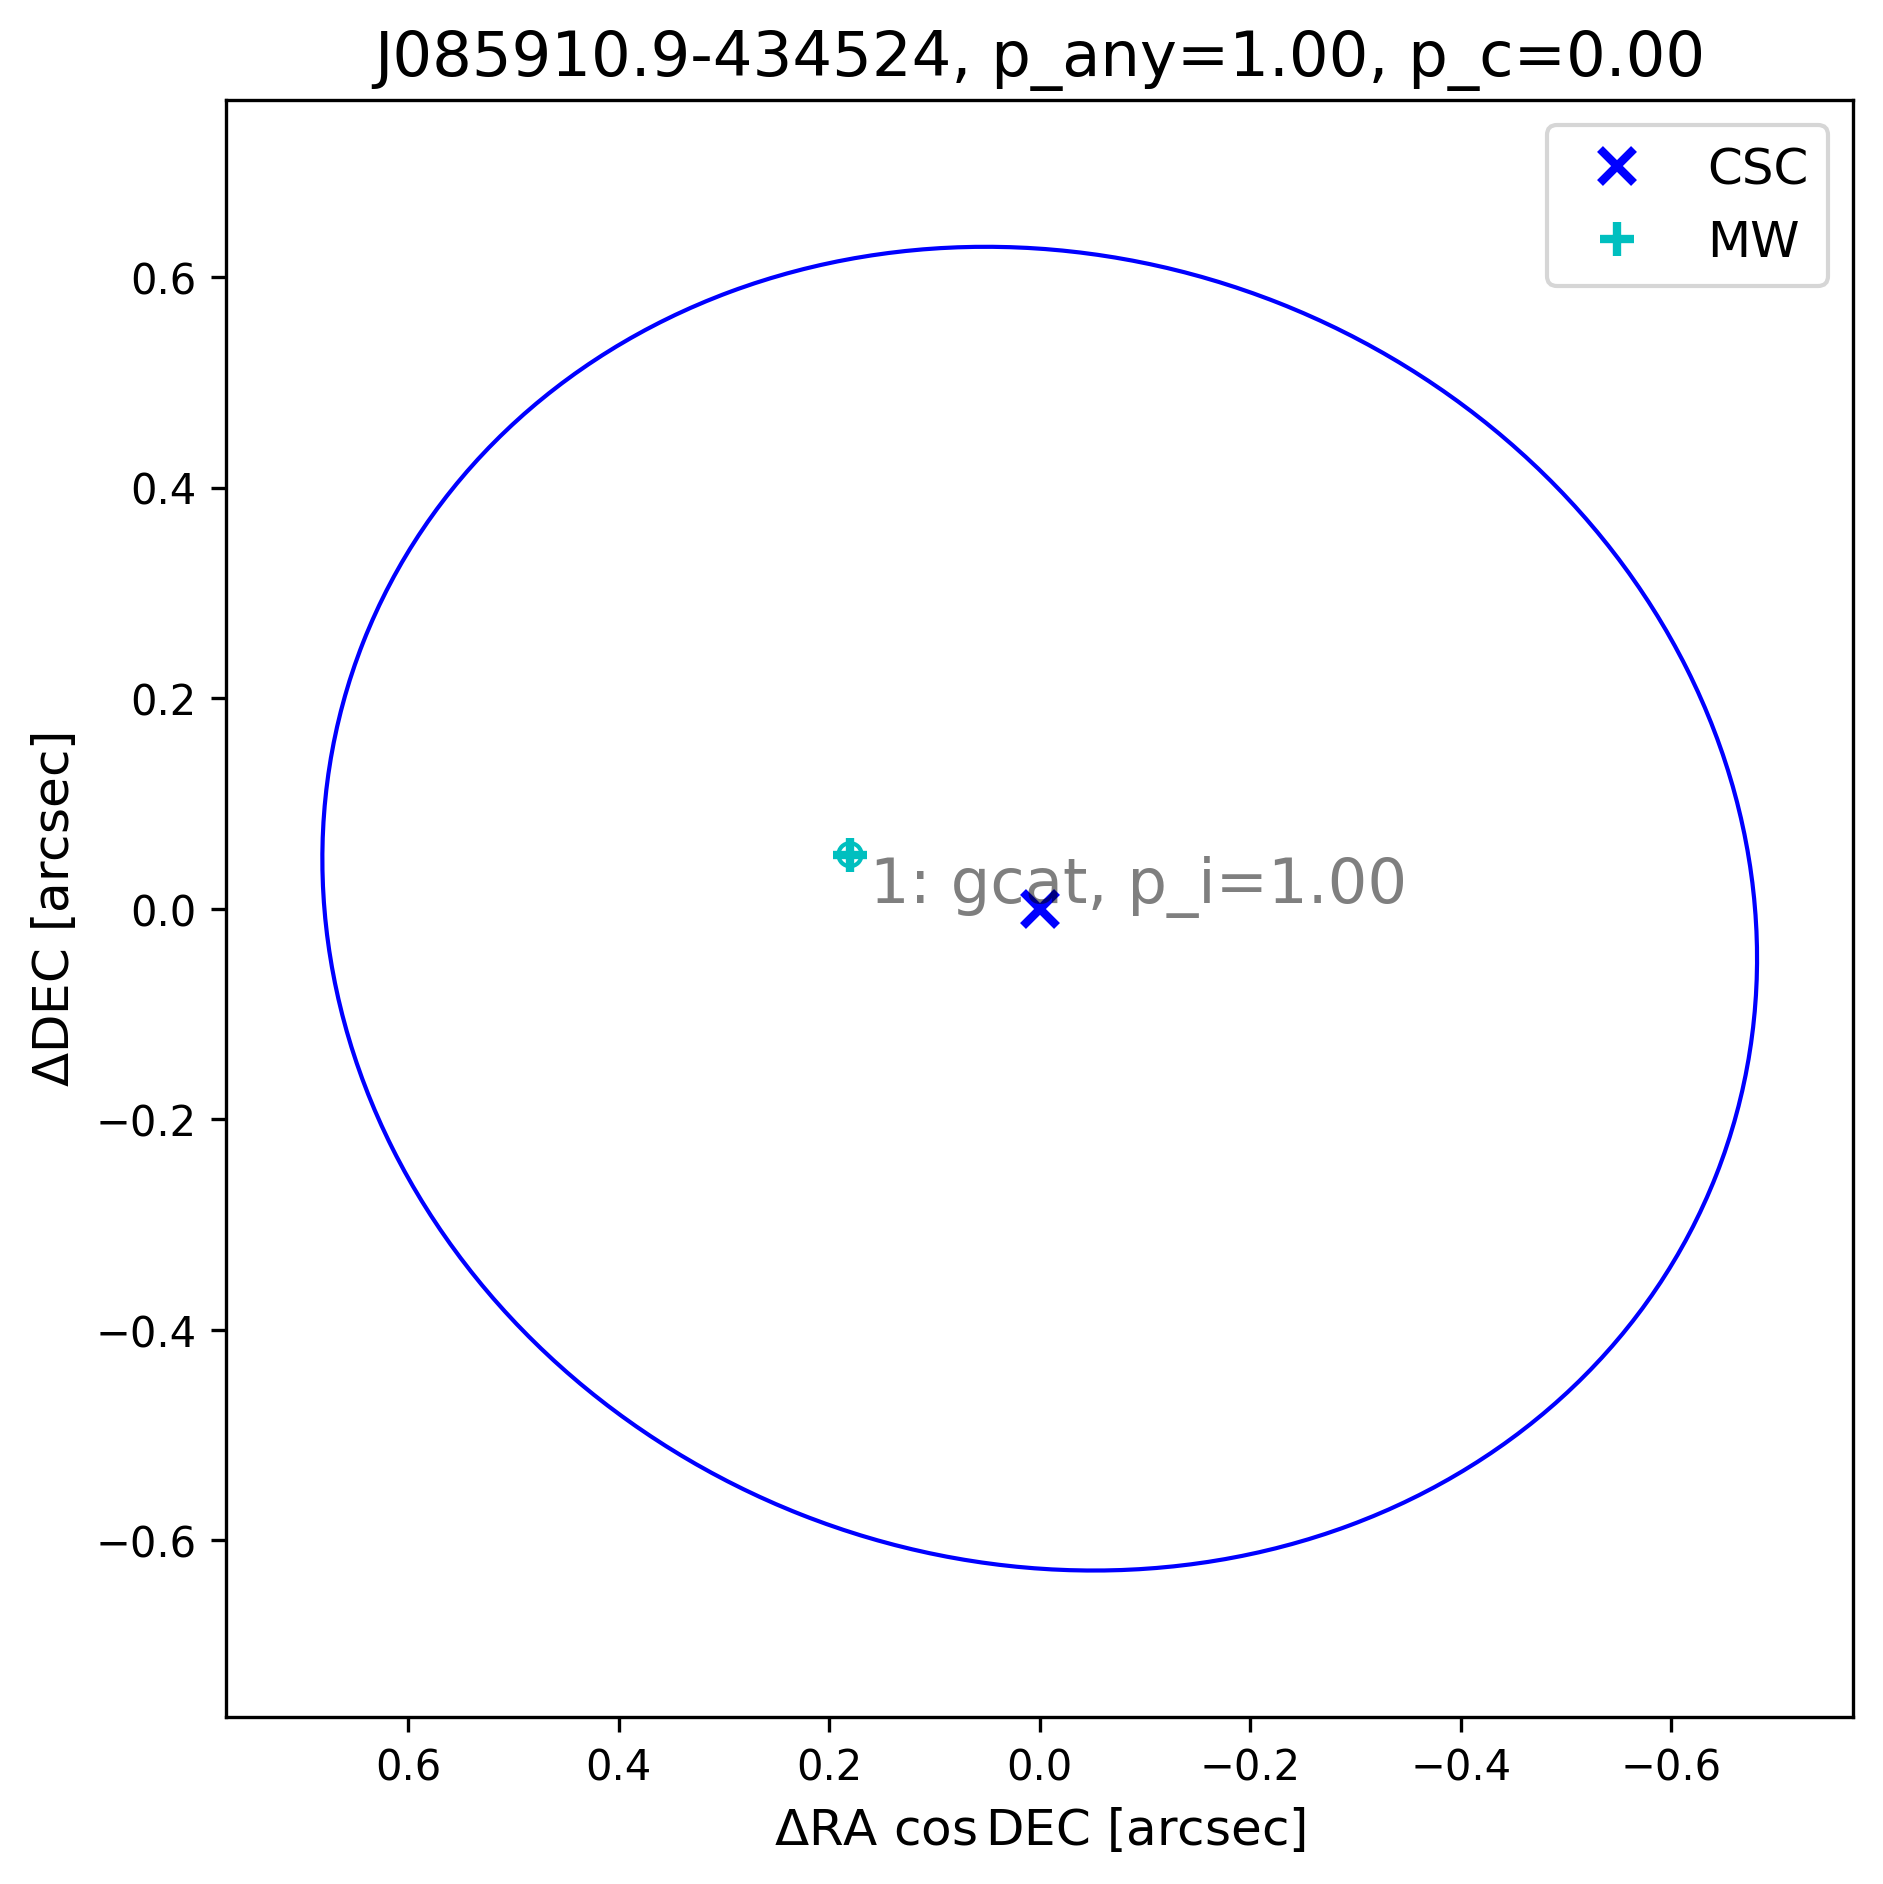 J085910.9-434524, p_any=1.00, p_c=0.00
CSC
MW
0.6
0.4
0.2
0.0
−0.2
−0.4
−0.6
ΔDEC [arcsec]
1: gcat, p_i=1.00
0.6 0.4 0.2 0.0 −0.2 −0.4 −0.6
ΔRA cos DEC [arcsec]